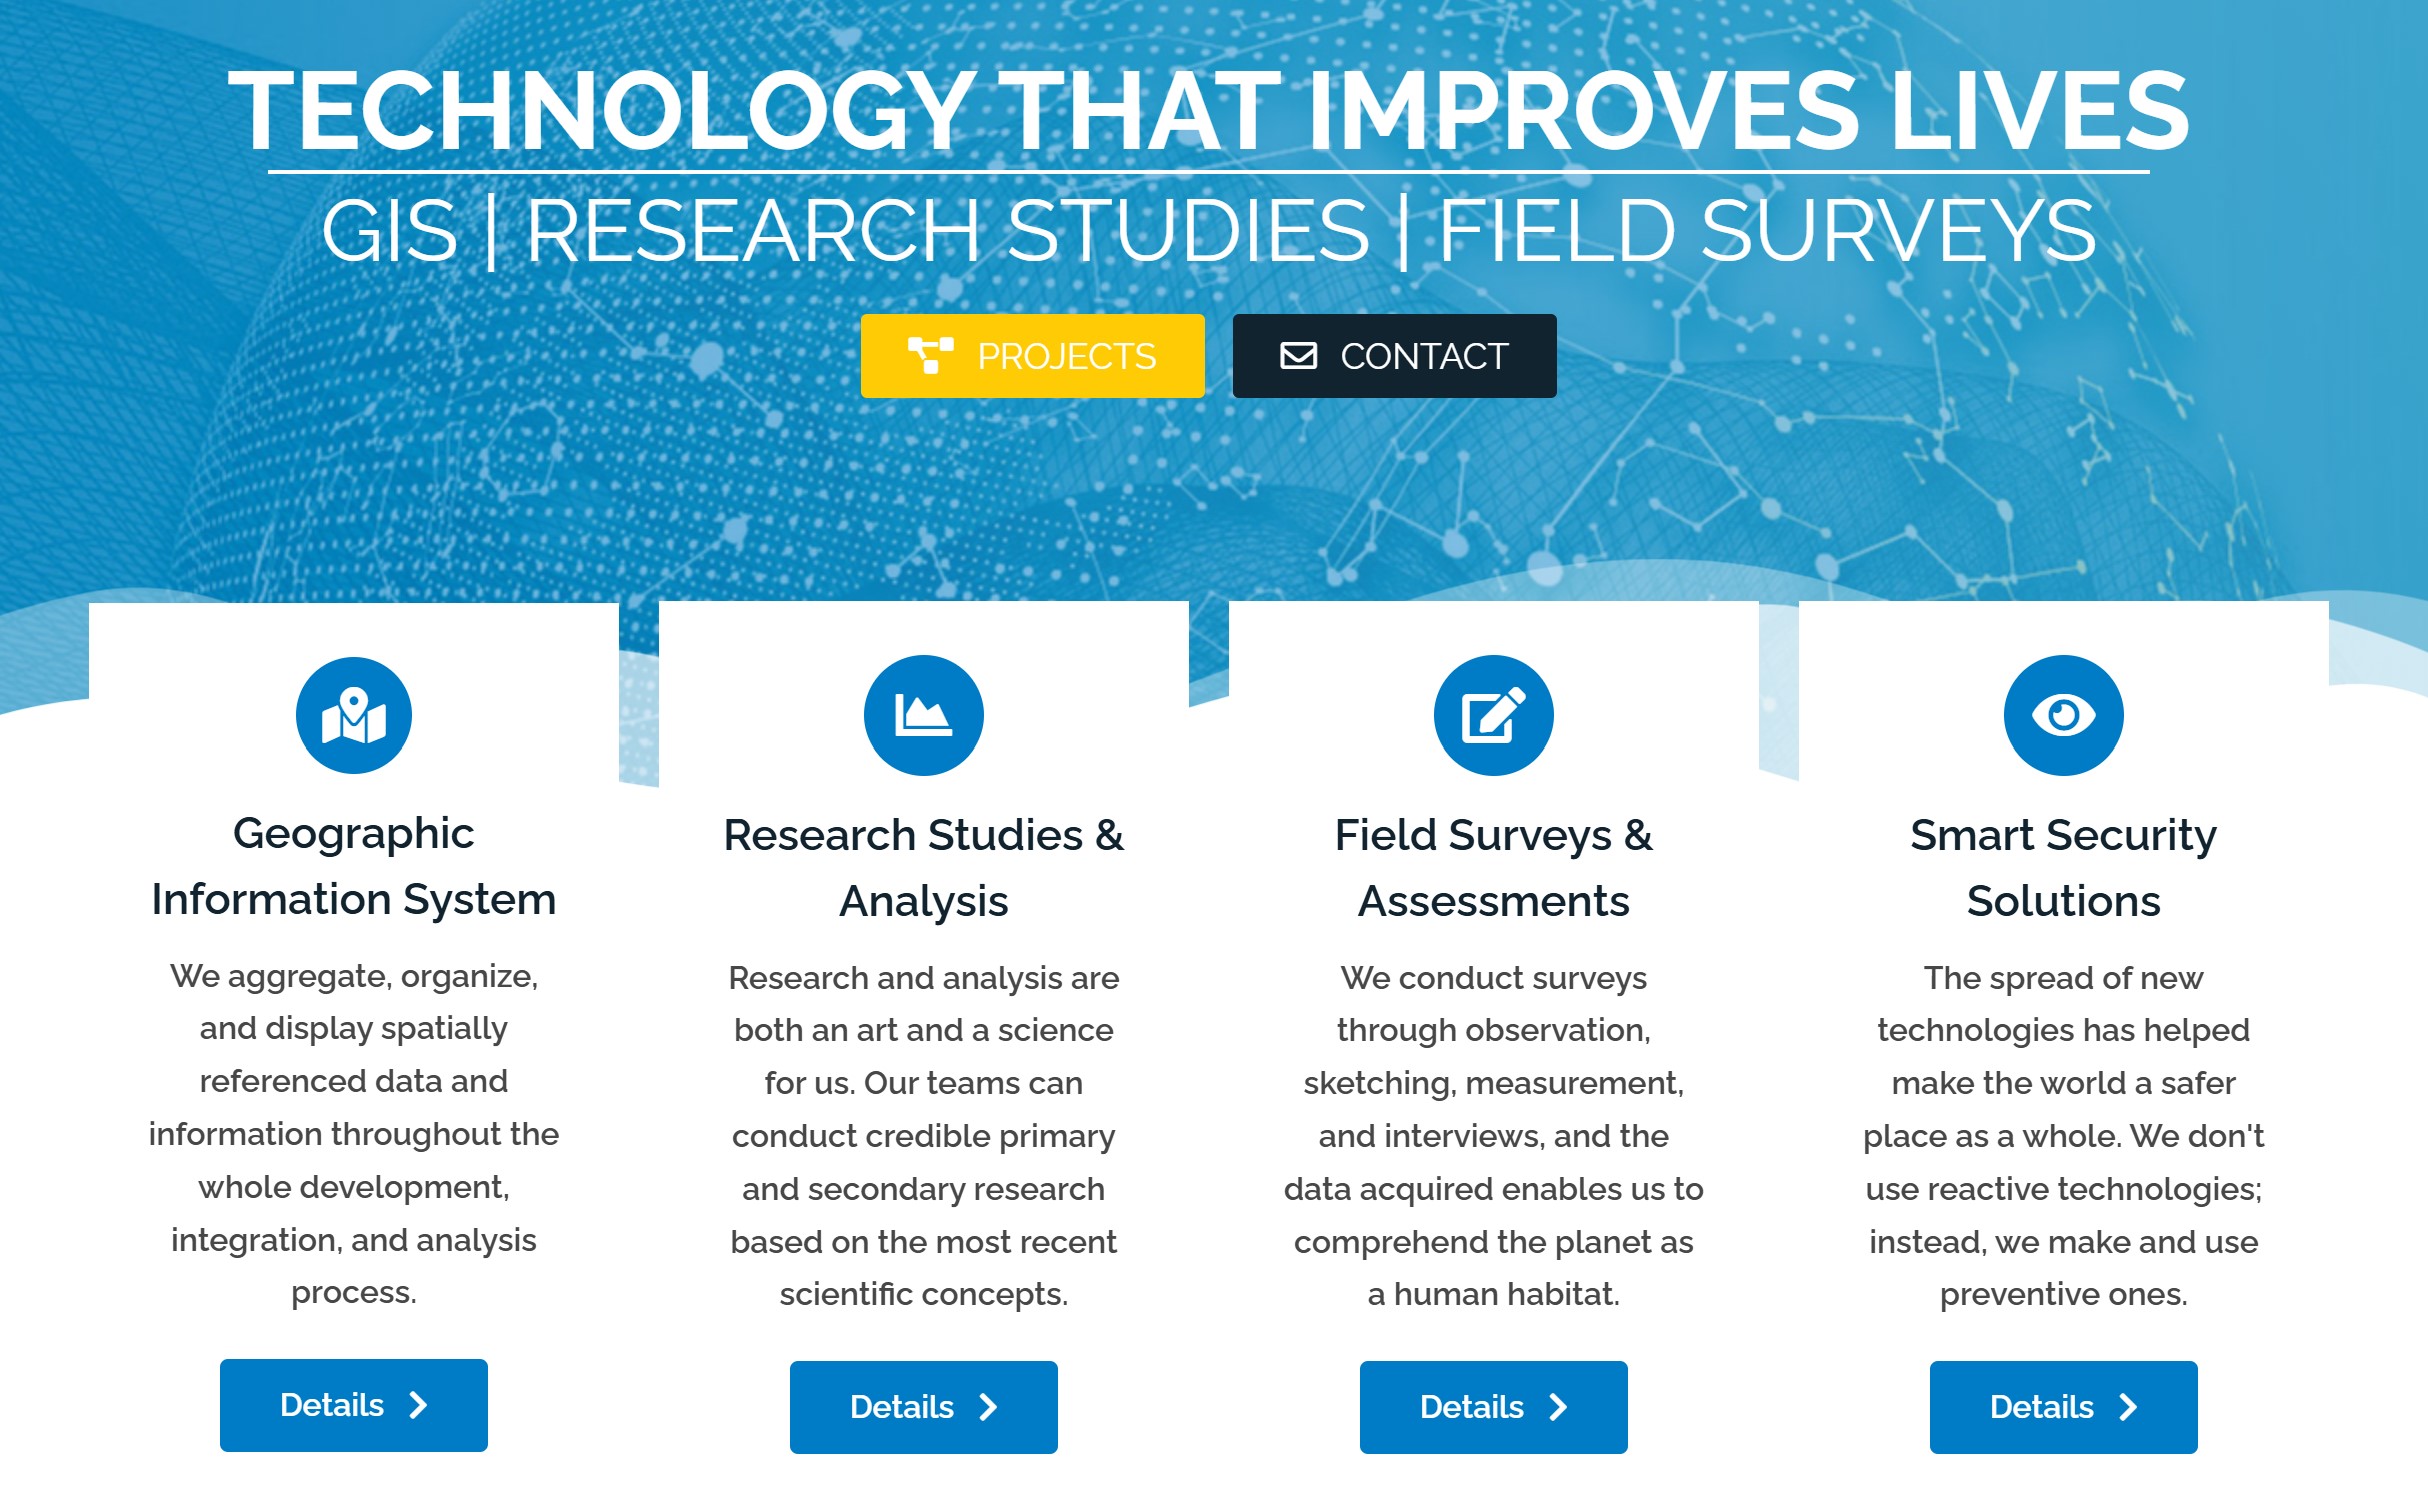 TECHNOLOGY THAT IMPROVES LIVES
GIS | RESEARCH STUDIES | FIELD SURVEYS
PROJECTS
CONTACT
Geographic
Information System
We aggregate, organize,
and display spatially
referenced data and
information throughout the
whole development,
integration, and analysis
process.
Details
Research Studies &
Analysis
Research and analysis are
both an art and a science
for us. Our teams can
conduct credible primary
and secondary research
based on the most recent
scientific concepts.
Details
Field Surveys &
Assessments
We conduct surveys
through observation,
sketching, measurement,
and interviews, and the
data acquired enables us to
comprehend the planet as
a human habitat.
Details
Smart Security
Solutions
The spread of new
technologies has helped
make the world a safer
place as a whole. We don't
use reactive technologies;
instead, we make and use
preventive ones.
Details